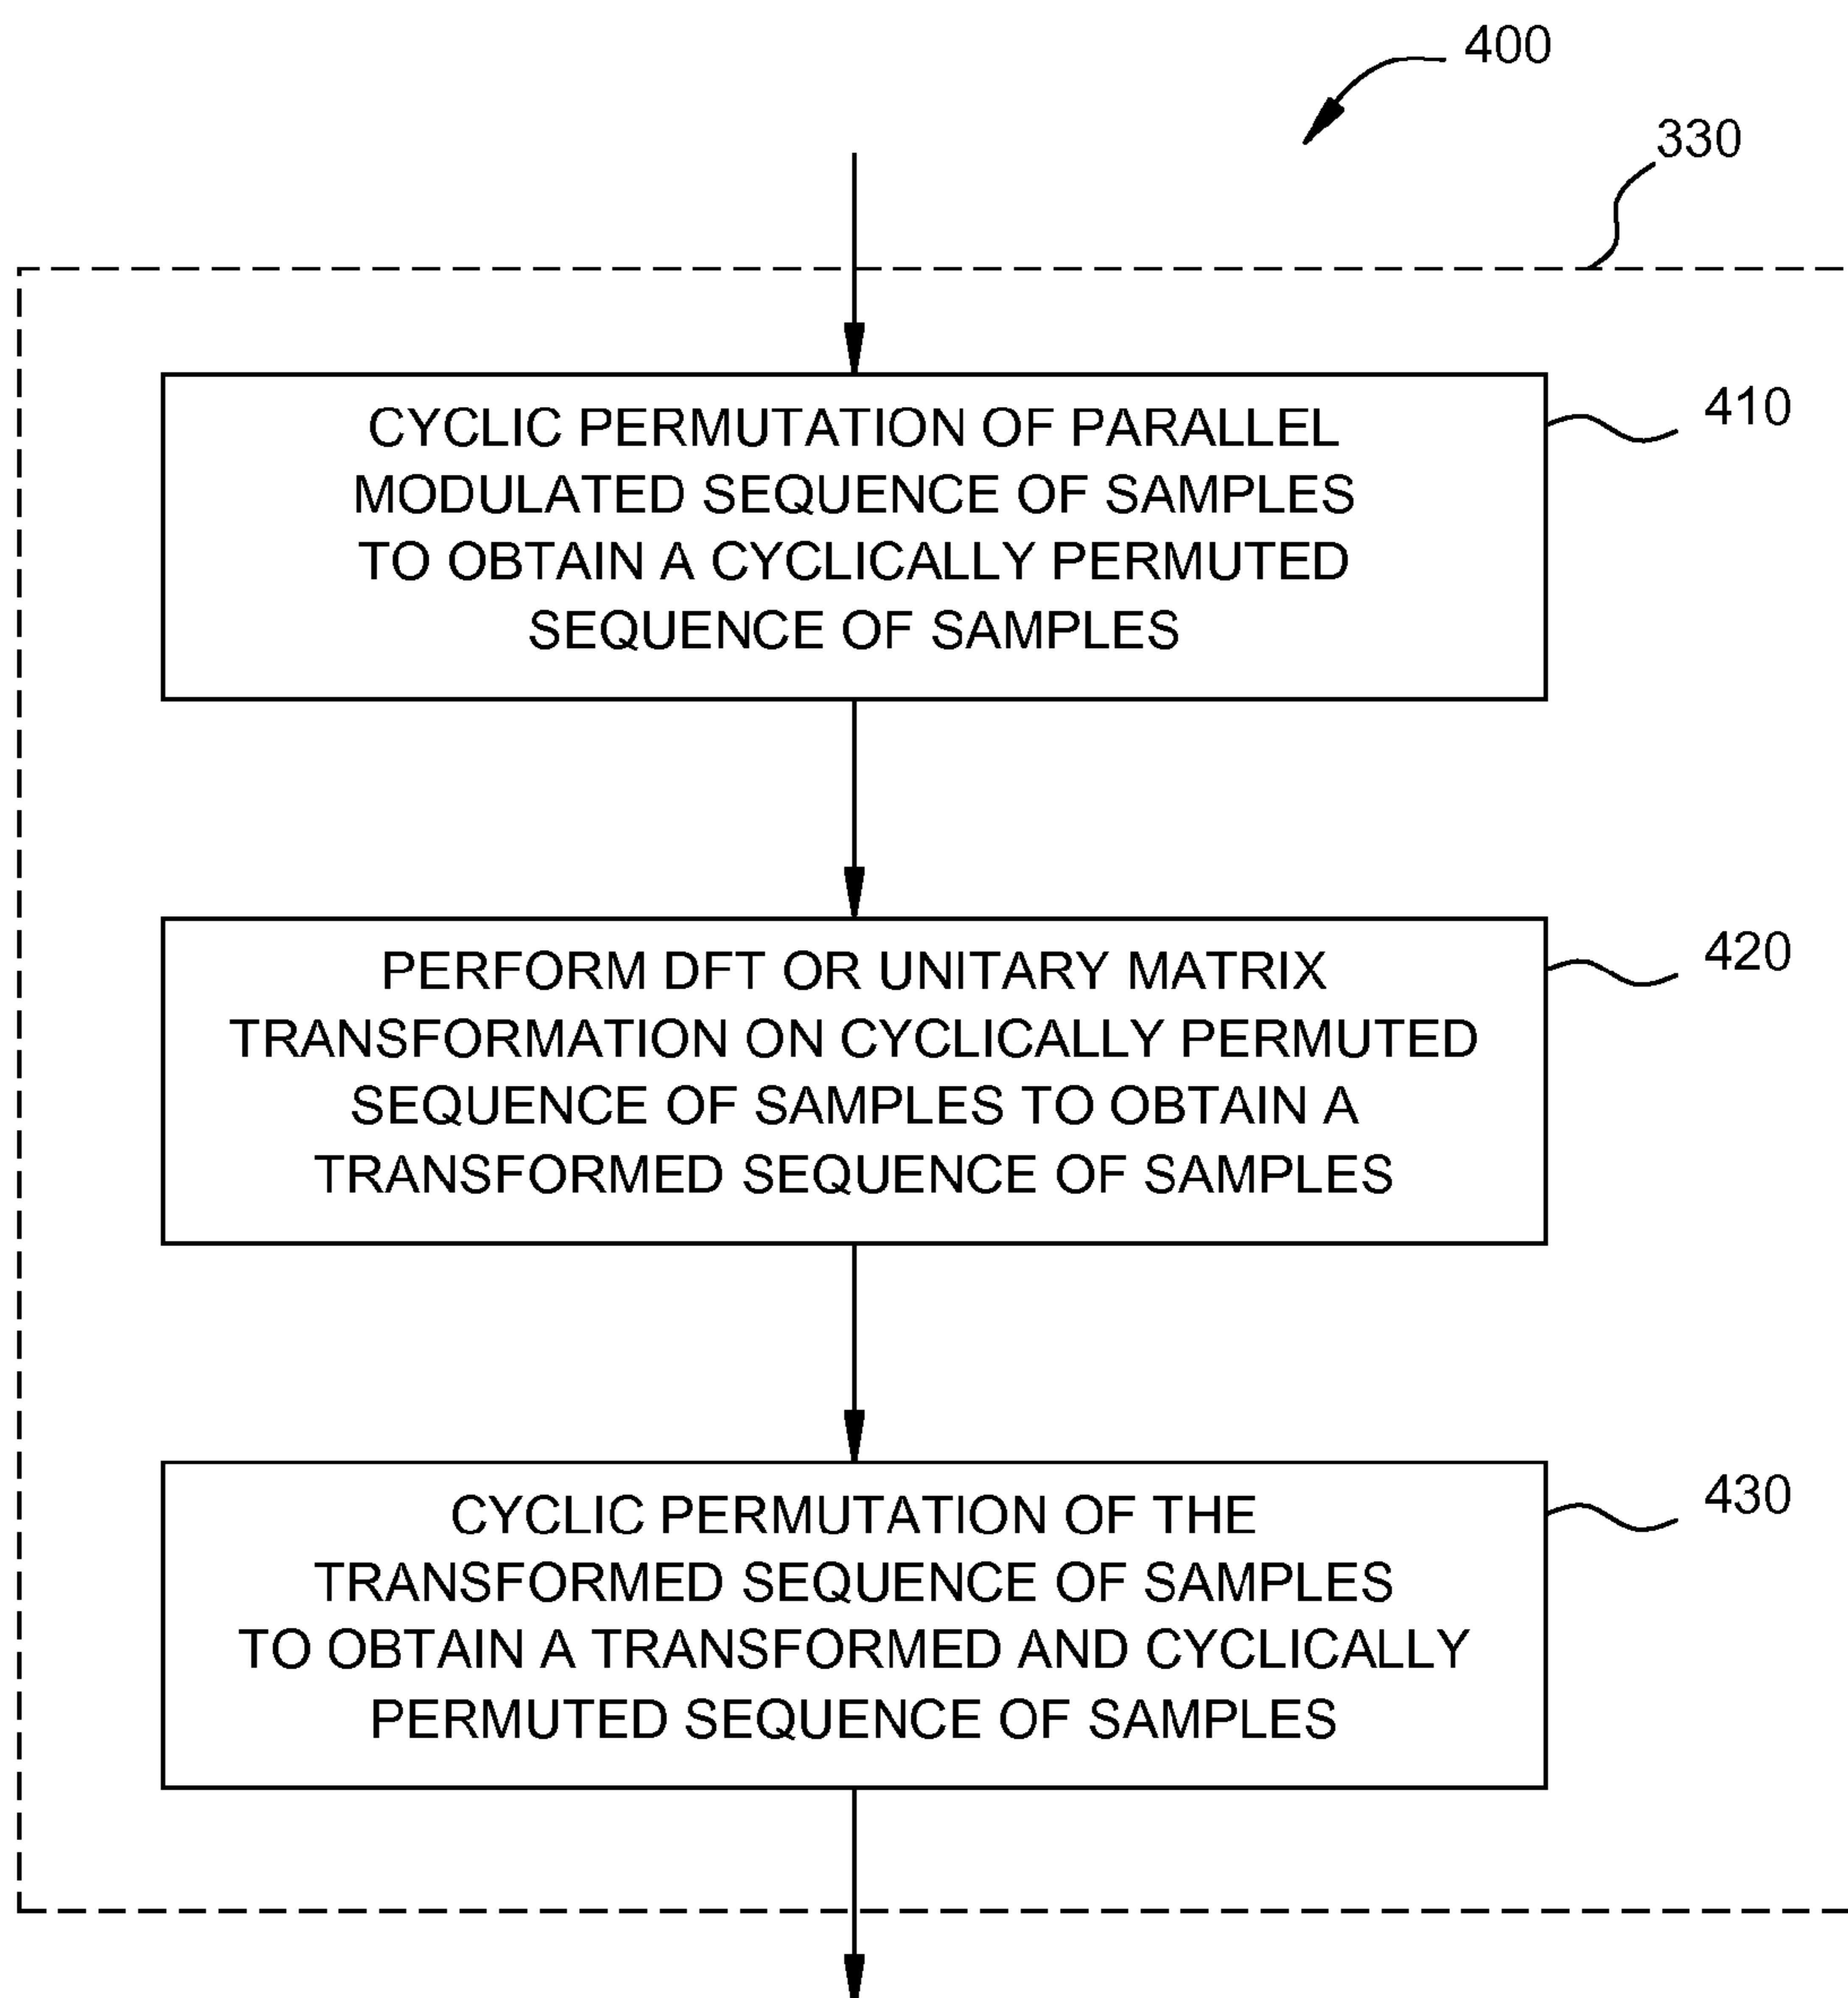 400
330
CYCLIC PERMUTATION OF PARALLEL
MODULATED SEQUENCE OF SAMPLES
TO OBTAIN A CYCLICALLY PERMUTED
SEQUENCE OF SAMPLES
410
PERFORM DFT OR UNITARY MATRIX
TRANSFORMATION ON CYCLICALLY PERMUTED
SEQUENCE OF SAMPLES TO OBTAIN A
TRANSFORMED SEQUENCE OF SAMPLES
420
CYCLIC PERMUTATION OF THE
TRANSFORMED SEQUENCE OF SAMPLES
TO OBTAIN A TRANSFORMED AND CYCLICALLY
PERMUTED SEQUENCE OF SAMPLES
430